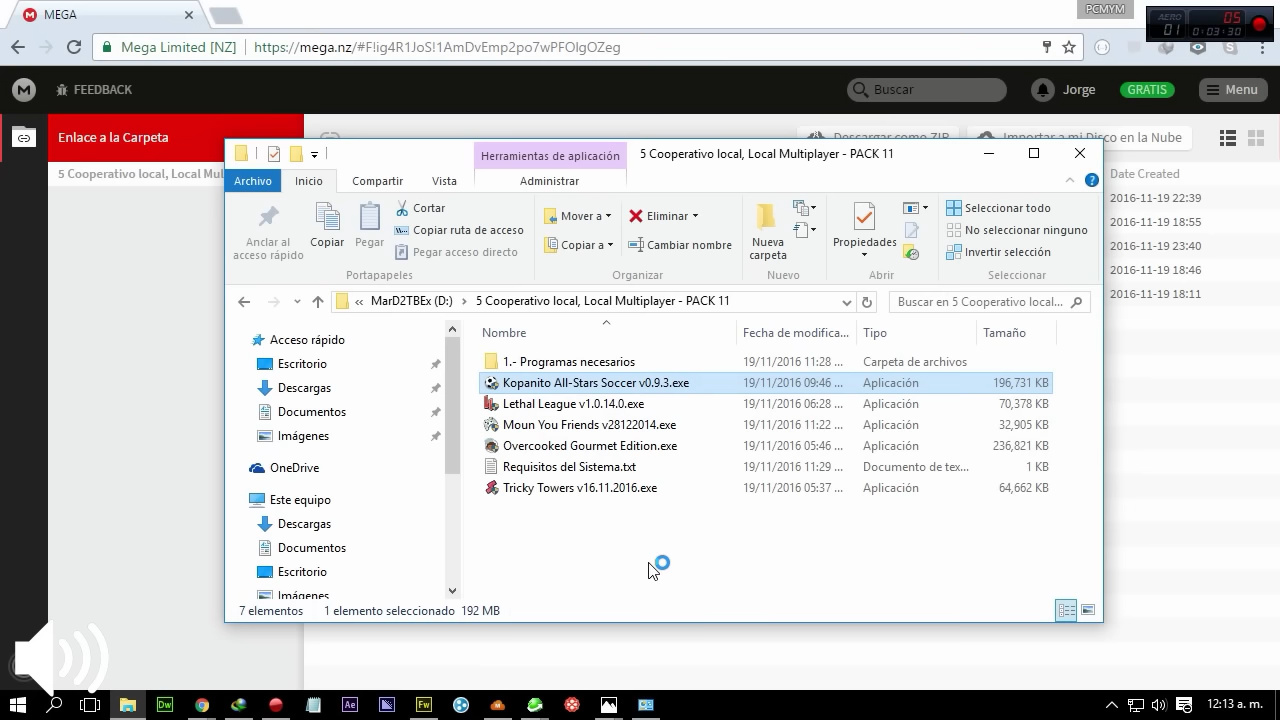 MEGA
PCMYM
AERO
01
05
0:03:30
Mega Limited [NZ]
https://mega.nz/#F!ig4R1JoS!1AmDvEmp2po7wPFOlgOZeg
FEEDBACK
Buscar
Jorge
GRATIS
Menu
Enlace a la Carpeta
Descargar como ZIP
Importar a mi Disco en la Nube
5 Cooperativo local, Local Mul
Date Created
2016-11-19 22:39
2016-11-19 18:55
2016-11-19 23:40
2016-11-19 18:46
2016-11-19 18:11
Herramientas de aplicación
5 Cooperativo local, Local Multiplayer - PACK 11
Archivo
Inicio
Compartir
Vista
Administrar
Anclar al
acceso rápido
Copiar
Pegar
Cortar
Copiar ruta de acceso
Pegar acceso directo
Portapapeles
Mover a
Copiar a
Eliminar
Cambiar nombre
Organizar
Nueva
carpeta
Nuevo
Propiedades
Abrir
Seleccionar todo
No seleccionar ninguno
Invertir selección
Seleccionar
« MarD2TBEx (D:) > 5 Cooperativo local, Local Multiplayer - PACK 11
Buscar en 5 Cooperativo local...
Acceso rápido
Escritorio
Descargas
Documentos
Imágenes
OneDrive
Este equipo
Descargas
Documentos
Escritorio
Imágenes
Nombre Fecha de modifica... Tipo Tamaño
1.- Programas necesarios 19/11/2016 11:28 ... Carpeta de archivos
Kopanito All-Stars Soccer v0.9.3.exe 19/11/2016 09:46 ... Aplicación 196,731 KB
Lethal League v1.0.14.0.exe 19/11/2016 06:28 ... Aplicación 70,378 KB
Moun You Friends v28122014.exe 19/11/2016 11:22 ... Aplicación 32,905 KB
Overcooked Gourmet Edition.exe 19/11/2016 05:46 ... Aplicación 236,821 KB
Requisitos del Sistema.txt 19/11/2016 11:29 ... Documento de tex... 1 KB
Tricky Towers v16.11.2016.exe 19/11/2016 05:37 ... Aplicación 64,662 KB
7 elementos
1 elemento seleccionado 192 MB
Dw
Ae
Fw
12:13 a. m.